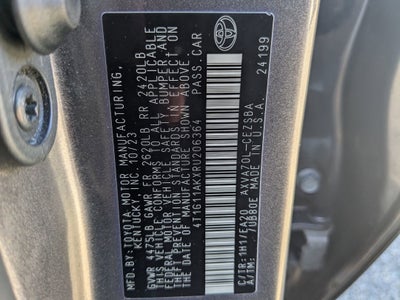 MFD. BY: TOYOTA MOTOR MANUFACTURING,
KENTUCKY, INC. 10/23
GVWR 4475LB GAWR FR 2620LB RR 2420LB
THIS VEHICLE CONFORMS TO ALL APPLICABLE
FEDERAL MOTOR VEHICLE SAFETY, BUMPER, AND
THEFT PREVENTION STANDARDS IN EFFECT
ON THE DATE OF MANUFACTURE SHOWN ABOVE.
4T1G11AKXRU206364 PASS.CAR
C/TR: 1H1/EA20 AXVA70L-CEZSBA
A/TM: /UB80E MADE IN U.S.A.
24199